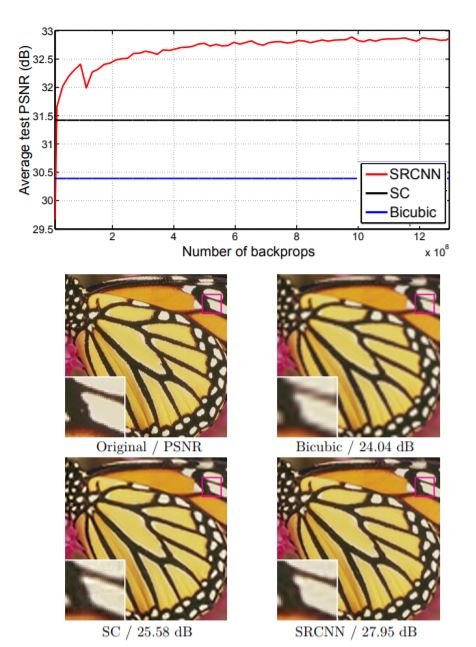 33
32.5
32
31.5
31
30.5
30
29.5
Average test PSNR (dB)
SRCNN
SC
Bicubic
2 4 6 8 10 12
Number of backprops
x 10⁸
Original / PSNR
Bicubic / 24.04 dB
SC / 25.58 dB
SRCNN / 27.95 dB